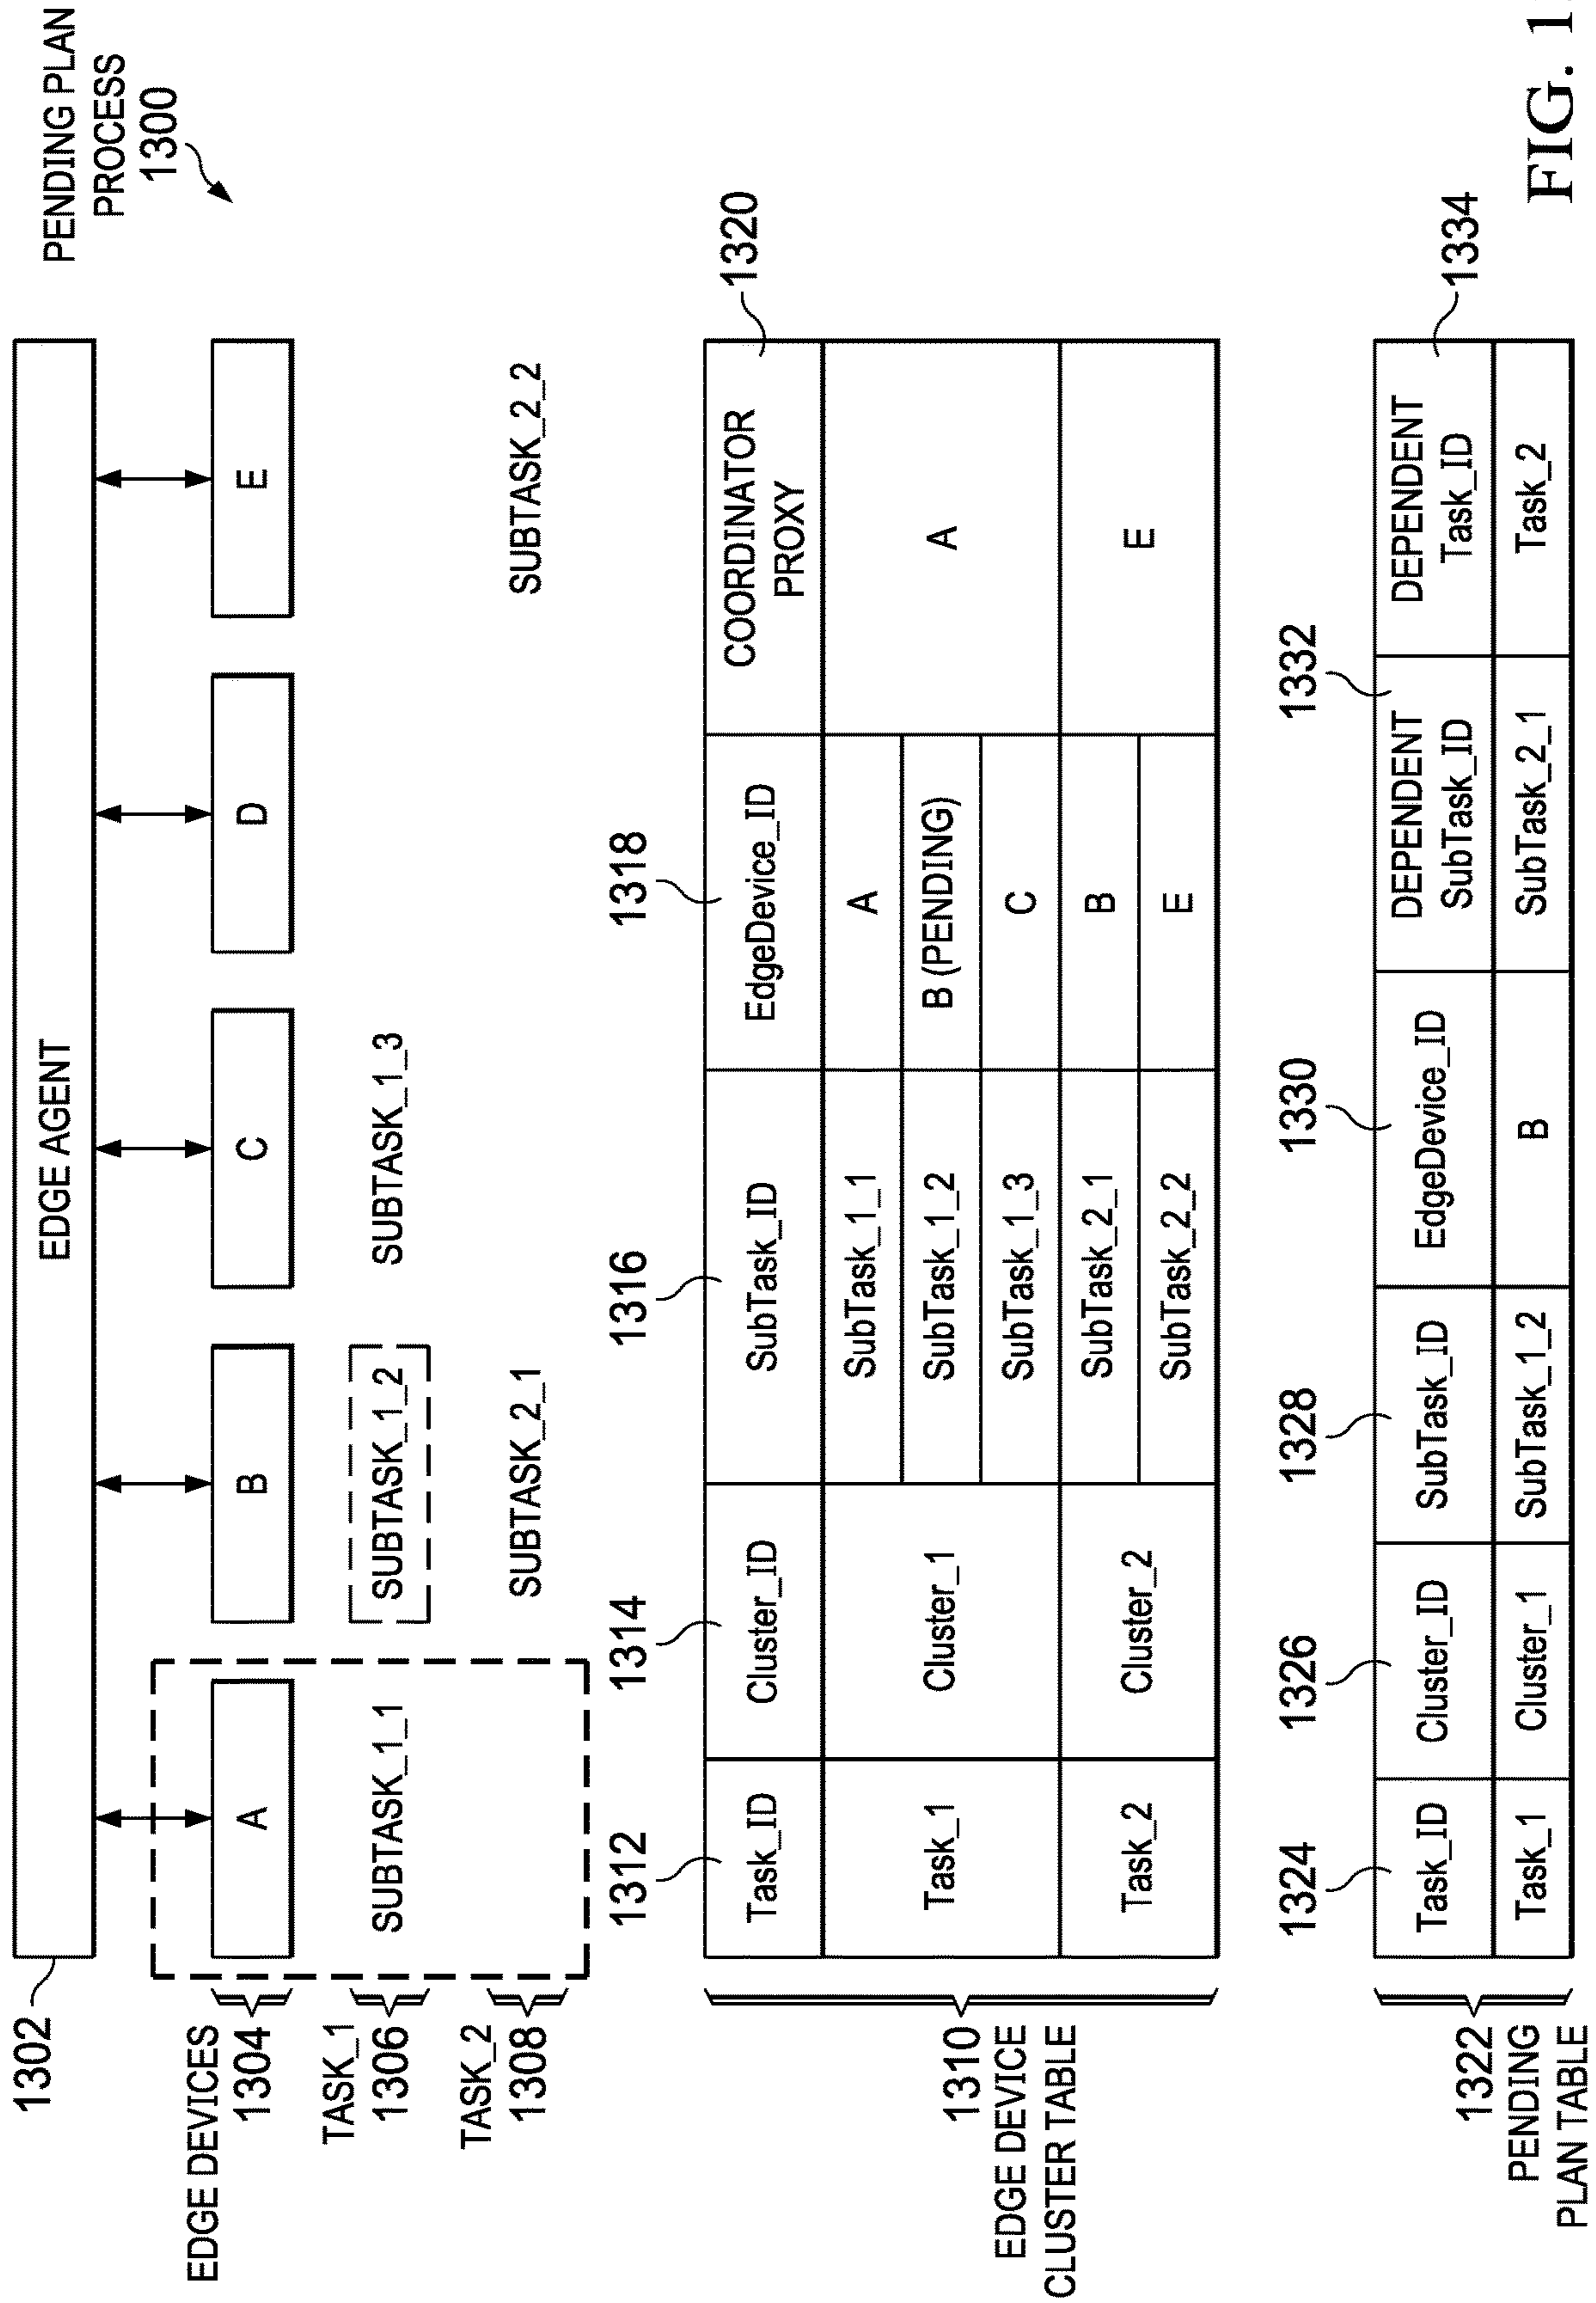 PENDING PLAN
PROCESS
1300
1302
EDGE AGENT
EDGE DEVICES
1304
A
B
C
D
E
TASK_1
1306
SUBTASK_1_1
SUBTASK_1_2
SUBTASK_1_3
TASK_2
1308
SUBTASK_2_1
SUBTASK_2_2
1312
1314
1316
1318
1320
1310
EDGE DEVICE
CLUSTER TABLE
Task_ID
Cluster_ID
SubTask_ID
EdgeDevice_ID
COORDINATOR
PROXY
Task_1
Cluster_1
SubTask_1_1
A
A
SubTask_1_2
B (PENDING)
SubTask_1_3
C
Task_2
Cluster_2
SubTask_2_1
B
E
SubTask_2_2
E
1324
1326
1328
1330
1332
1334
1322
PENDING
PLAN TABLE
Task_ID
Cluster_ID
SubTask_ID
EdgeDevice_ID
DEPENDENT
SubTask_ID
DEPENDENT
Task_ID
Task_1
Cluster_1
SubTask_1_2
B
SubTask_2_1
Task_2
FIG. 1